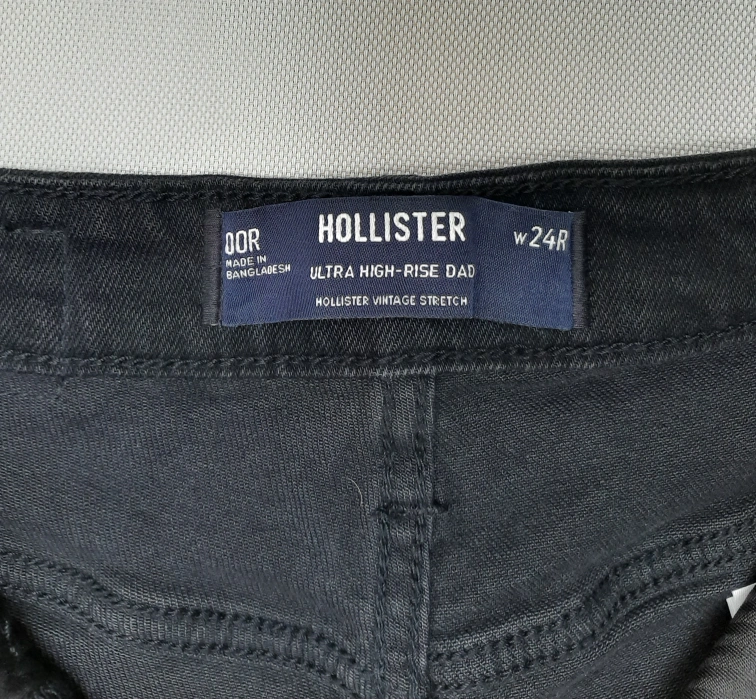 00R
MADE IN
BANGLADESH
HOLLISTER
ULTRA HIGH-RISE DAD
HOLLISTER VINTAGE STRETCH
W24R